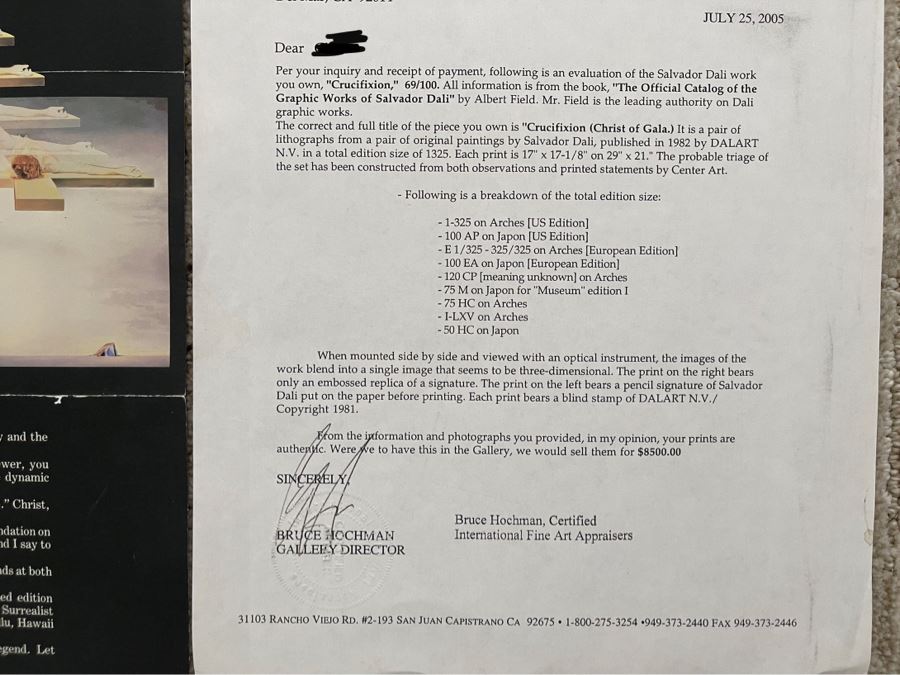 JULY 25, 2005
Dear
Per your inquiry and receipt of payment, following is an evaluation of the Salvador Dali work
you own, "Crucifixion," 69/100. All information is from the book, "The Official Catalog of the
Graphic Works of Salvador Dali" by Albert Field. Mr. Field is the leading authority on Dali
graphic works.
The correct and full title of the piece you own is "Crucifixion (Christ of Gala.) It is a pair of
lithographs from a pair of original paintings by Salvador Dali, published in 1982 by DALART
N.V. in a total edition size of 1325. Each print is 17" x 17-1/8" on 29" x 21." The probable triage of
the set has been constructed from both observations and printed statements by Center Art.
- Following is a breakdown of the total edition size:
- 1-325 on Arches [US Edition]
- 100 AP on Japon [US Edition]
- E 1/325 - 325/325 on Arches [European Edition]
- 100 EA on Japon [European Edition]
- 120 CP [meaning unknown] on Arches
- 75 M on Japon for "Museum" edition I
- 75 HC on Arches
- I-LXV on Arches
- 50 HC on Japon
When mounted side by side and viewed with an optical instrument, the images of the
work blend into a single image that seems to be three-dimensional. The print on the right bears
only an embossed replica of a signature. The print on the left bears a pencil signature of Salvador
Dali put on the paper before printing. Each print bears a blind stamp of DALART N.V./
Copyright 1981.
From the information and photographs you provided, in my opinion, your prints are
authentic. Were we to have this in the Gallery, we would sell them for $8500.00
SINCERELY,
BRUCE HOCHMAN
GALLERY DIRECTOR
Bruce Hochman, Certified
International Fine Art Appraisers
31103 RANCHO VIEJO RD. #2-193 SAN JUAN CAPISTRANO CA 92675 • 1-800-275-3254 •949-373-2440 FAX 949-373-2446
and the
wer, you
dynamic
." Christ,
ndation on
nd I say to
nds at both
ed edition
Surrealist
lu, Hawaii
egend. Let